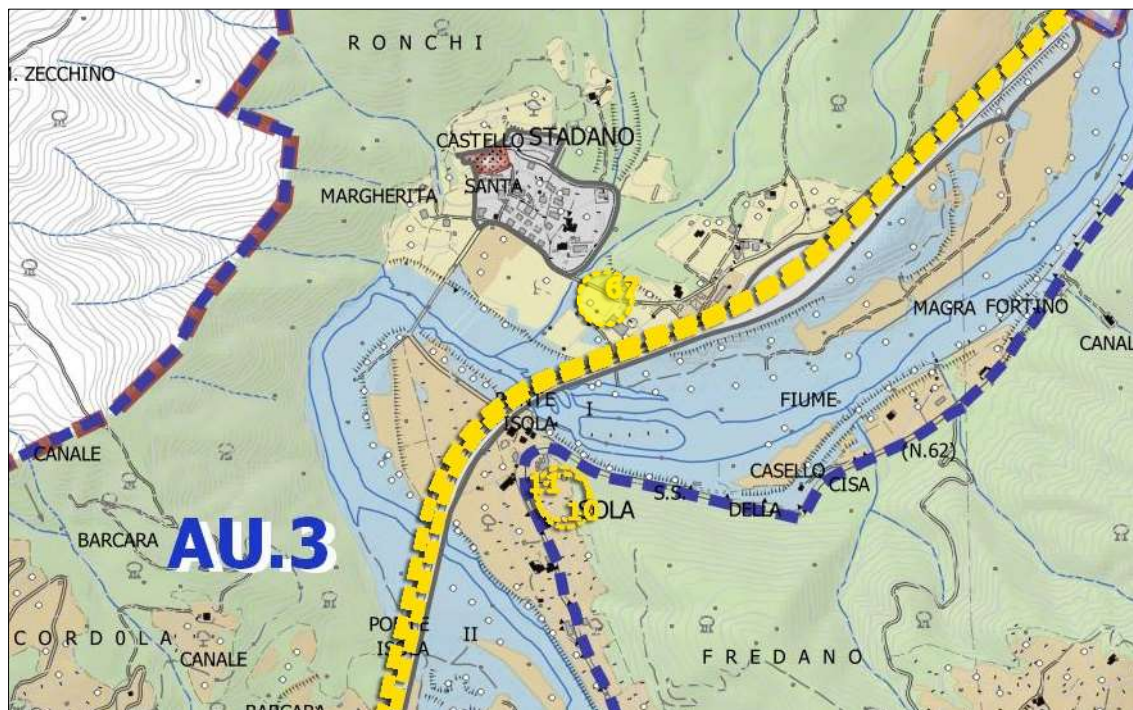 RONCHI
ZECCHINO
CASTELLO STADANO
MARGHERITA SANTA
67
MAGRA FORTINO
CANAL
ISOLA I
FIUME
CANALE
CASELLO
(N.62)
11
S.S. DELLA CISA
10
ISOLA
BARCARA
AU.3
CORDOLA
CANALE
PONTE
ISOLA
II
FREDANO
BARCARA